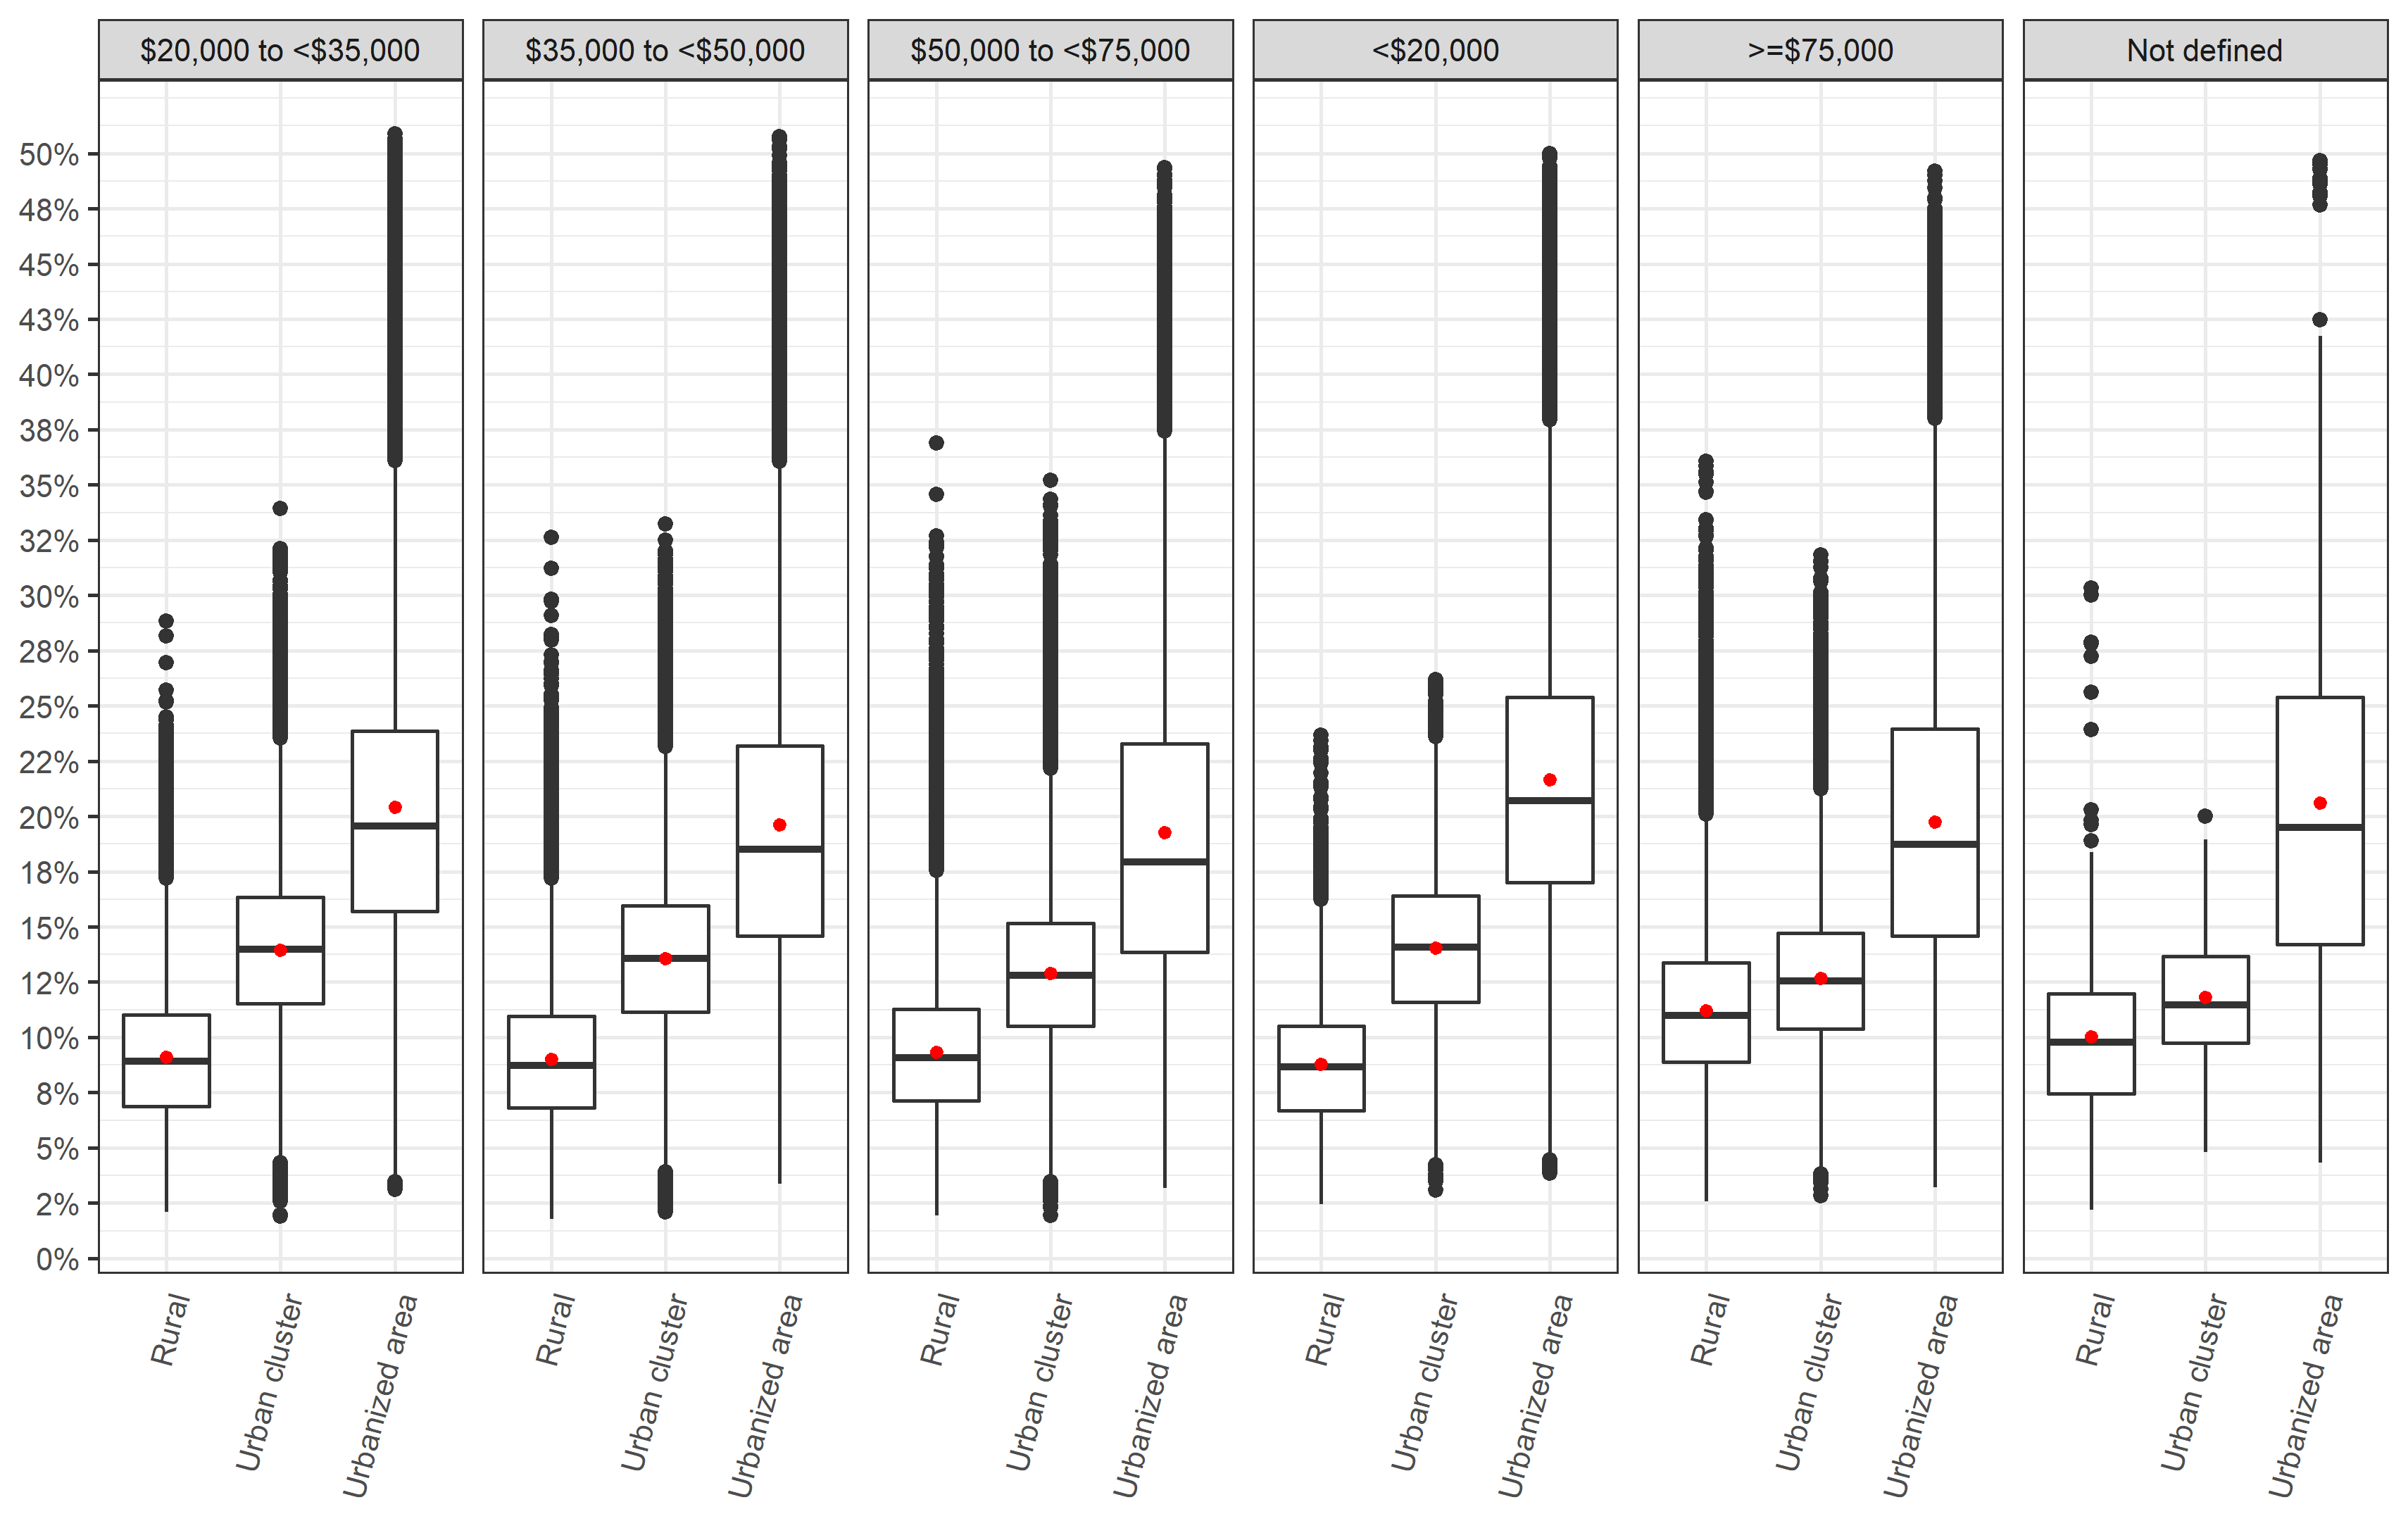 $20,000 to <$35,000
$35,000 to <$50,000
$50,000 to <$75,000
<$20,000
>=$75,000
Not defined
50%
48%
45%
43%
40%
38%
35%
32%
30%
28%
25%
22%
20%
18%
15%
12%
10%
8%
5%
2%
0%
Rural
Urban cluster
Urbanized area
Rural
Urban cluster
Urbanized area
Rural
Urban cluster
Urbanized area
Rural
Urban cluster
Urbanized area
Rural
Urban cluster
Urbanized area
Rural
Urban cluster
Urbanized area